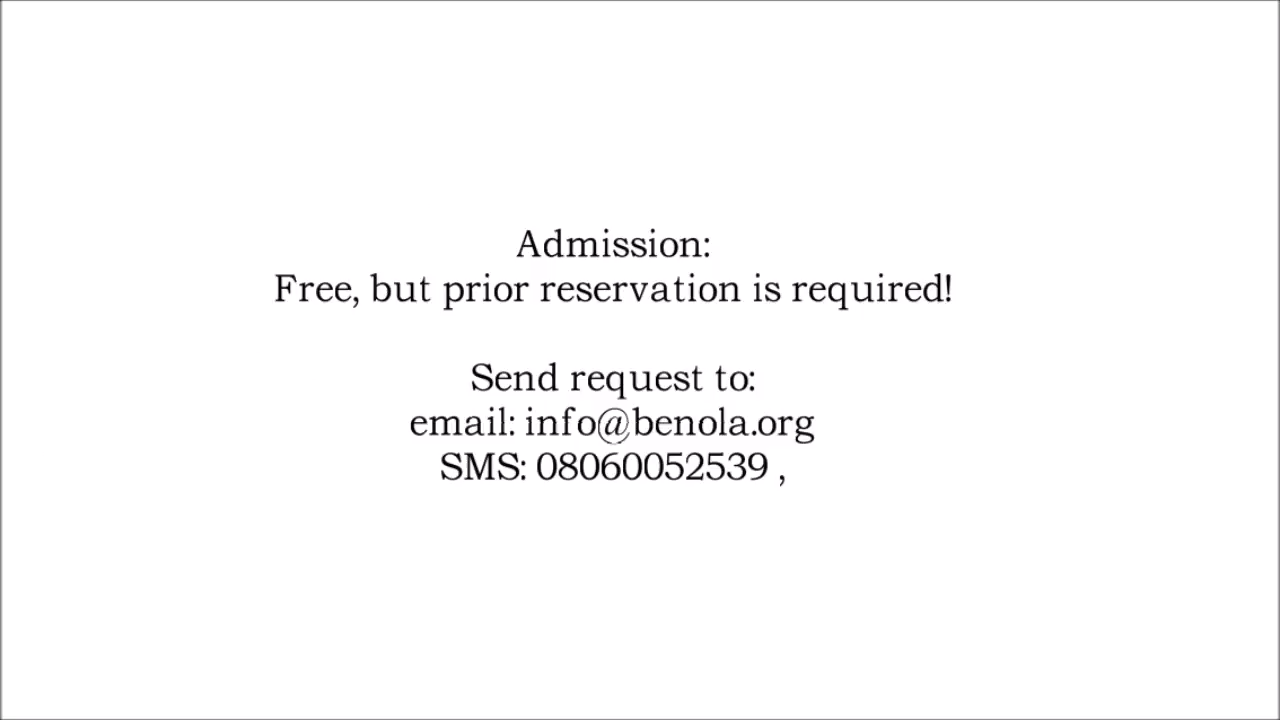 Admission:
Free, but prior reservation is required!
Send request to:
email: info@benola.org
SMS: 08060052539 ,